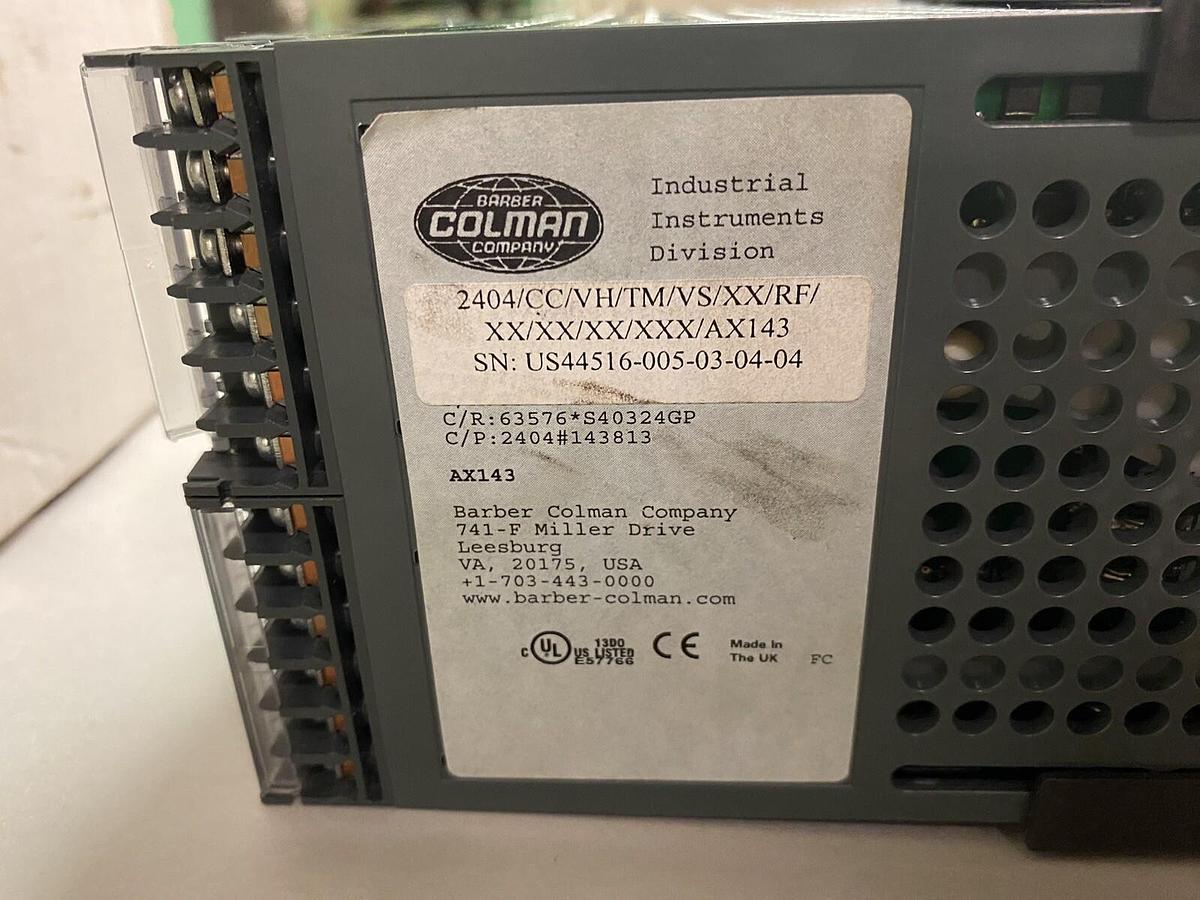 BARBER
COLMAN
COMPANY
Industrial
Instruments
Division
2404/CC/VH/TM/VS/XX/RF/
XX/XX/XX/XXX/AX143
SN: US44516-005-03-04-04
C/R:63576*S40324GP
C/P:2404#143813
AX143
Barber Colman Company
741-F Miller Drive
Leesburg
VA, 20175, USA
+1-703-443-0000
www.barber-colman.com
C UL US LISTED
13D0
E57766
CE
Made In
The UK
FC